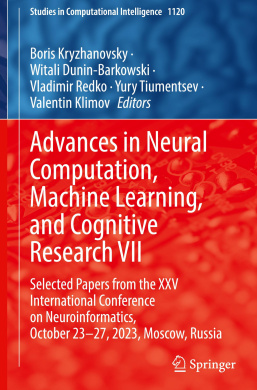 Studies in Computational Intelligence 1120
Boris Kryzhanovsky ·
Witali Dunin-Barkowski ·
Vladimir Redko · Yury Tiumentsev ·
Valentin Klimov Editors
Advances in Neural
Computation,
Machine Learning,
and Cognitive
Research VII
Selected Papers from the XXV
International Conference
on Neuroinformatics,
October 23–27, 2023, Moscow, Russia
Springer